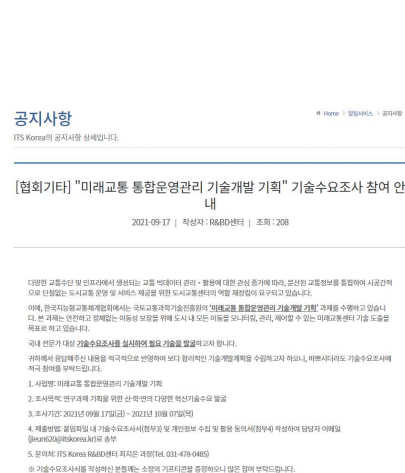 공지사항
Home > 알림서비스 > 공지사항
ITS Korea의 공지사항 상세입니다.
[협회기타] "미래교통 통합운영관리 기술개발 기획" 기술수요조사 참여 안
내
2021-09-17 | 작성자 : R&BD센터 | 조회 : 208
다양한 교통수단 및 인프라에서 생성되는 교통 빅데이터 관리・활용에 대한 관심 증가에 따라, 분산된 교통정보를 통합하여 시공간적
으로 단절없는 도시교통 운영 및 서비스 제공을 위한 도시교통센터의 역할 재정립이 요구되고 있습니다.
이에, 한국지능형교통체계협회에서는 국토교통과학기술진흥원의 '미래교통 통합운영관리 기술개발 기획' 과제를 수행하고 있습니
다. 본 과제는 안전하고 정체없는 이동성 보장을 위해 도시 내 모든 이동을 모니터링, 관리, 제어할 수 있는 미래교통센터 기술 도출을
목표로 하고 있습니다.
국내 전문가 대상 기술수요조사를 실시하여 필요 기술을 발굴하고자 합니다.
귀하께서 응답해주신 내용을 적극적으로 반영하여 보다 합리적인 기술개발계획을 수립하고자 하오니, 바쁘시더라도 기술수요조사에
적극 참여를 부탁드립니다.
1. 사업명: 미래교통 통합운영관리 기술개발 기획
2. 조사목적: 연구과제 기획을 위한 산·학·연의 다양한 혁신기술수요 발굴
3. 조사기간: 2021년 09월 17일(금) ~ 2021년 10월 07일(목)
4. 제출방법: 붙임파일 내 기술수요조사서(첨부3) 및 개인정보 수집 및 활용 동의서(첨부4) 작성하여 담당자 이메일
(jieun620@itskorea.kr)로 송부
5. 문의처: ITS Korea R&BD센터 최지은 과장(Tel. 031-478-0485)
※ 기술수요조사서를 작성하신 분들께는 소정의 기프티콘을 증정하오니 많은 참여 부탁드립니다.